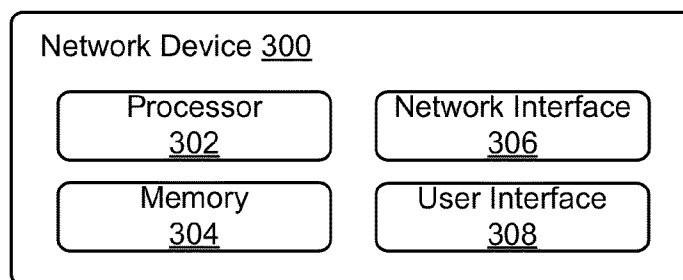 Network Device 300
Processor
302
Network Interface
306
Memory
304
User Interface
308